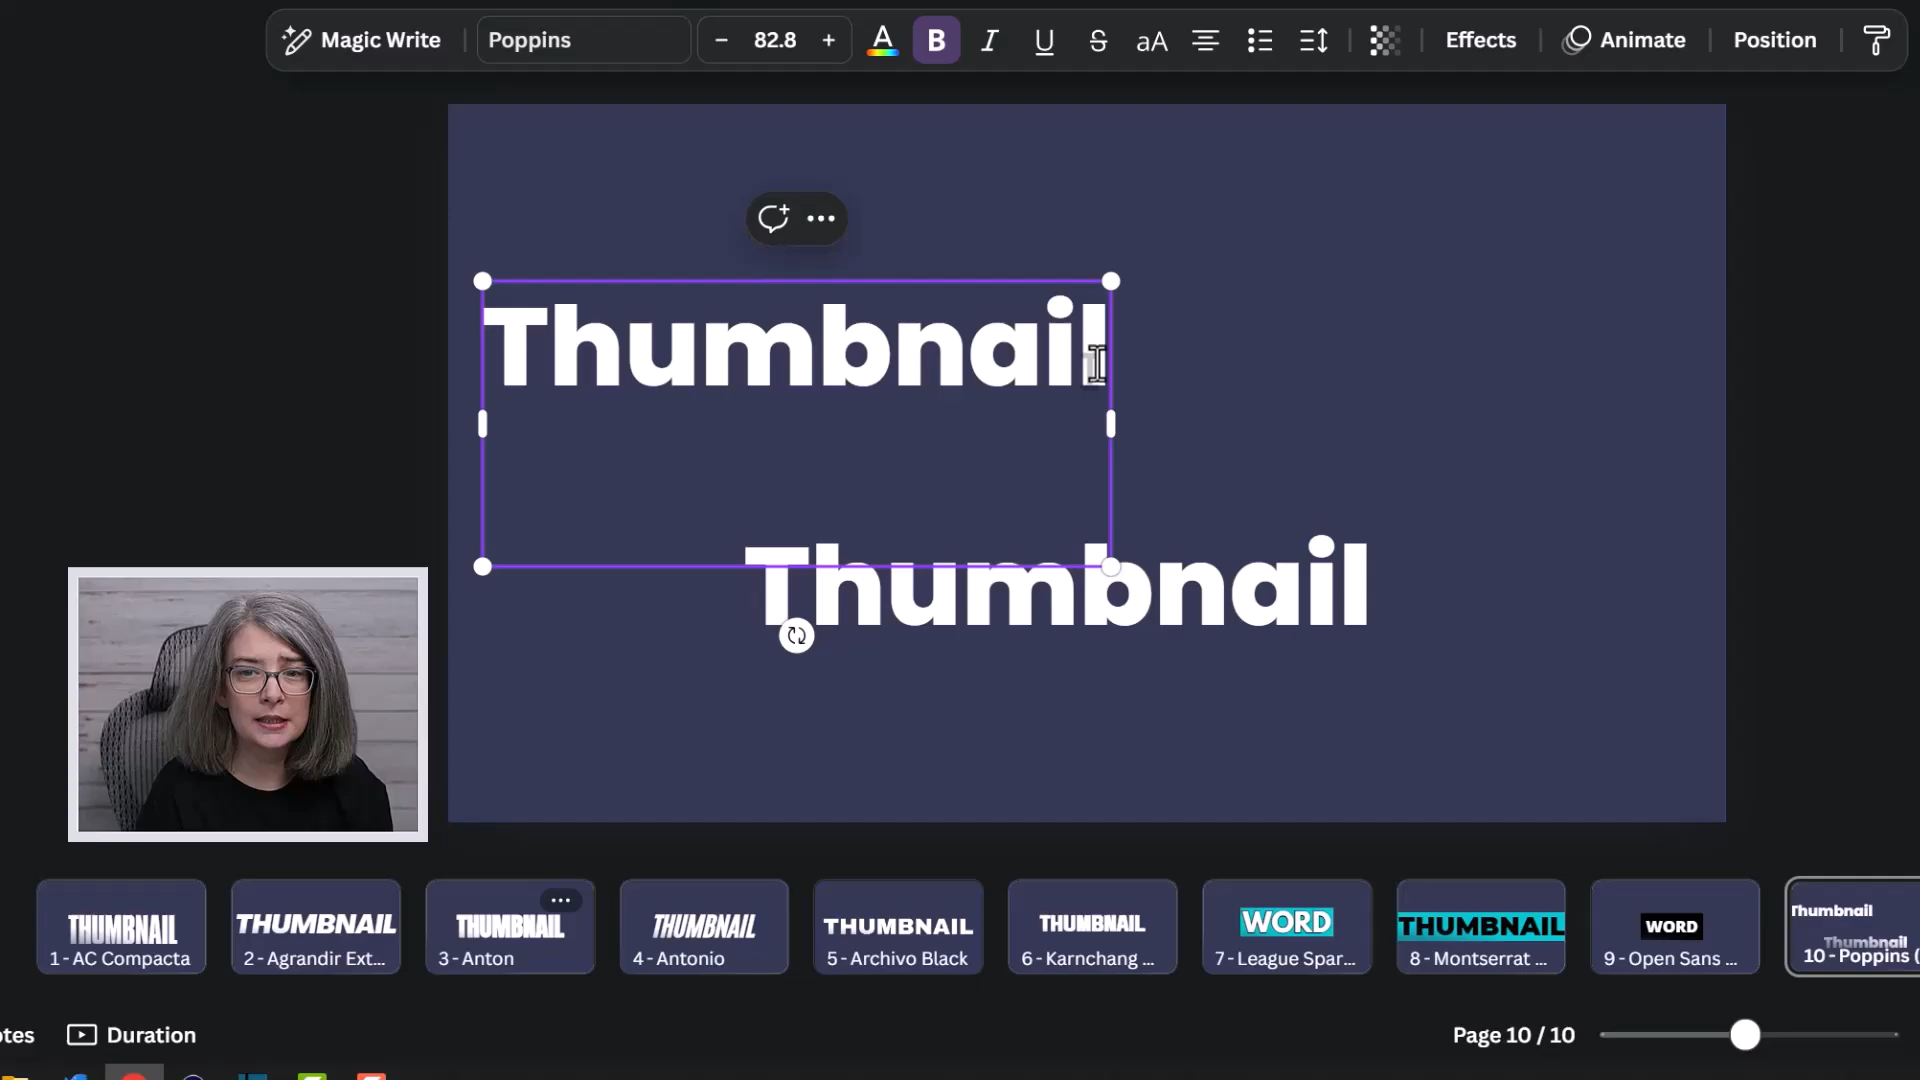 Magic Write
Poppins
82.8
A
B
I
U
S
aA
Effects
Animate
Position
Thumbnail
Thumbnail
THUMBNAIL
1 - AC Compacta
THUMBNAIL
2 - Agrandir Ext...
THUMBNAIL
3 - Anton
THUMBNAIL
4 - Antonio
THUMBNAIL
5 - Archivo Black
THUMBNAIL
6 - Karnchang ...
WORD
7 - League Spar...
THUMBNAIL
8 - Montserrat ...
WORD
9 - Open Sans ...
Thumbnail
Thumbnail
10 - Poppins (
otes
Duration
Page 10 / 10